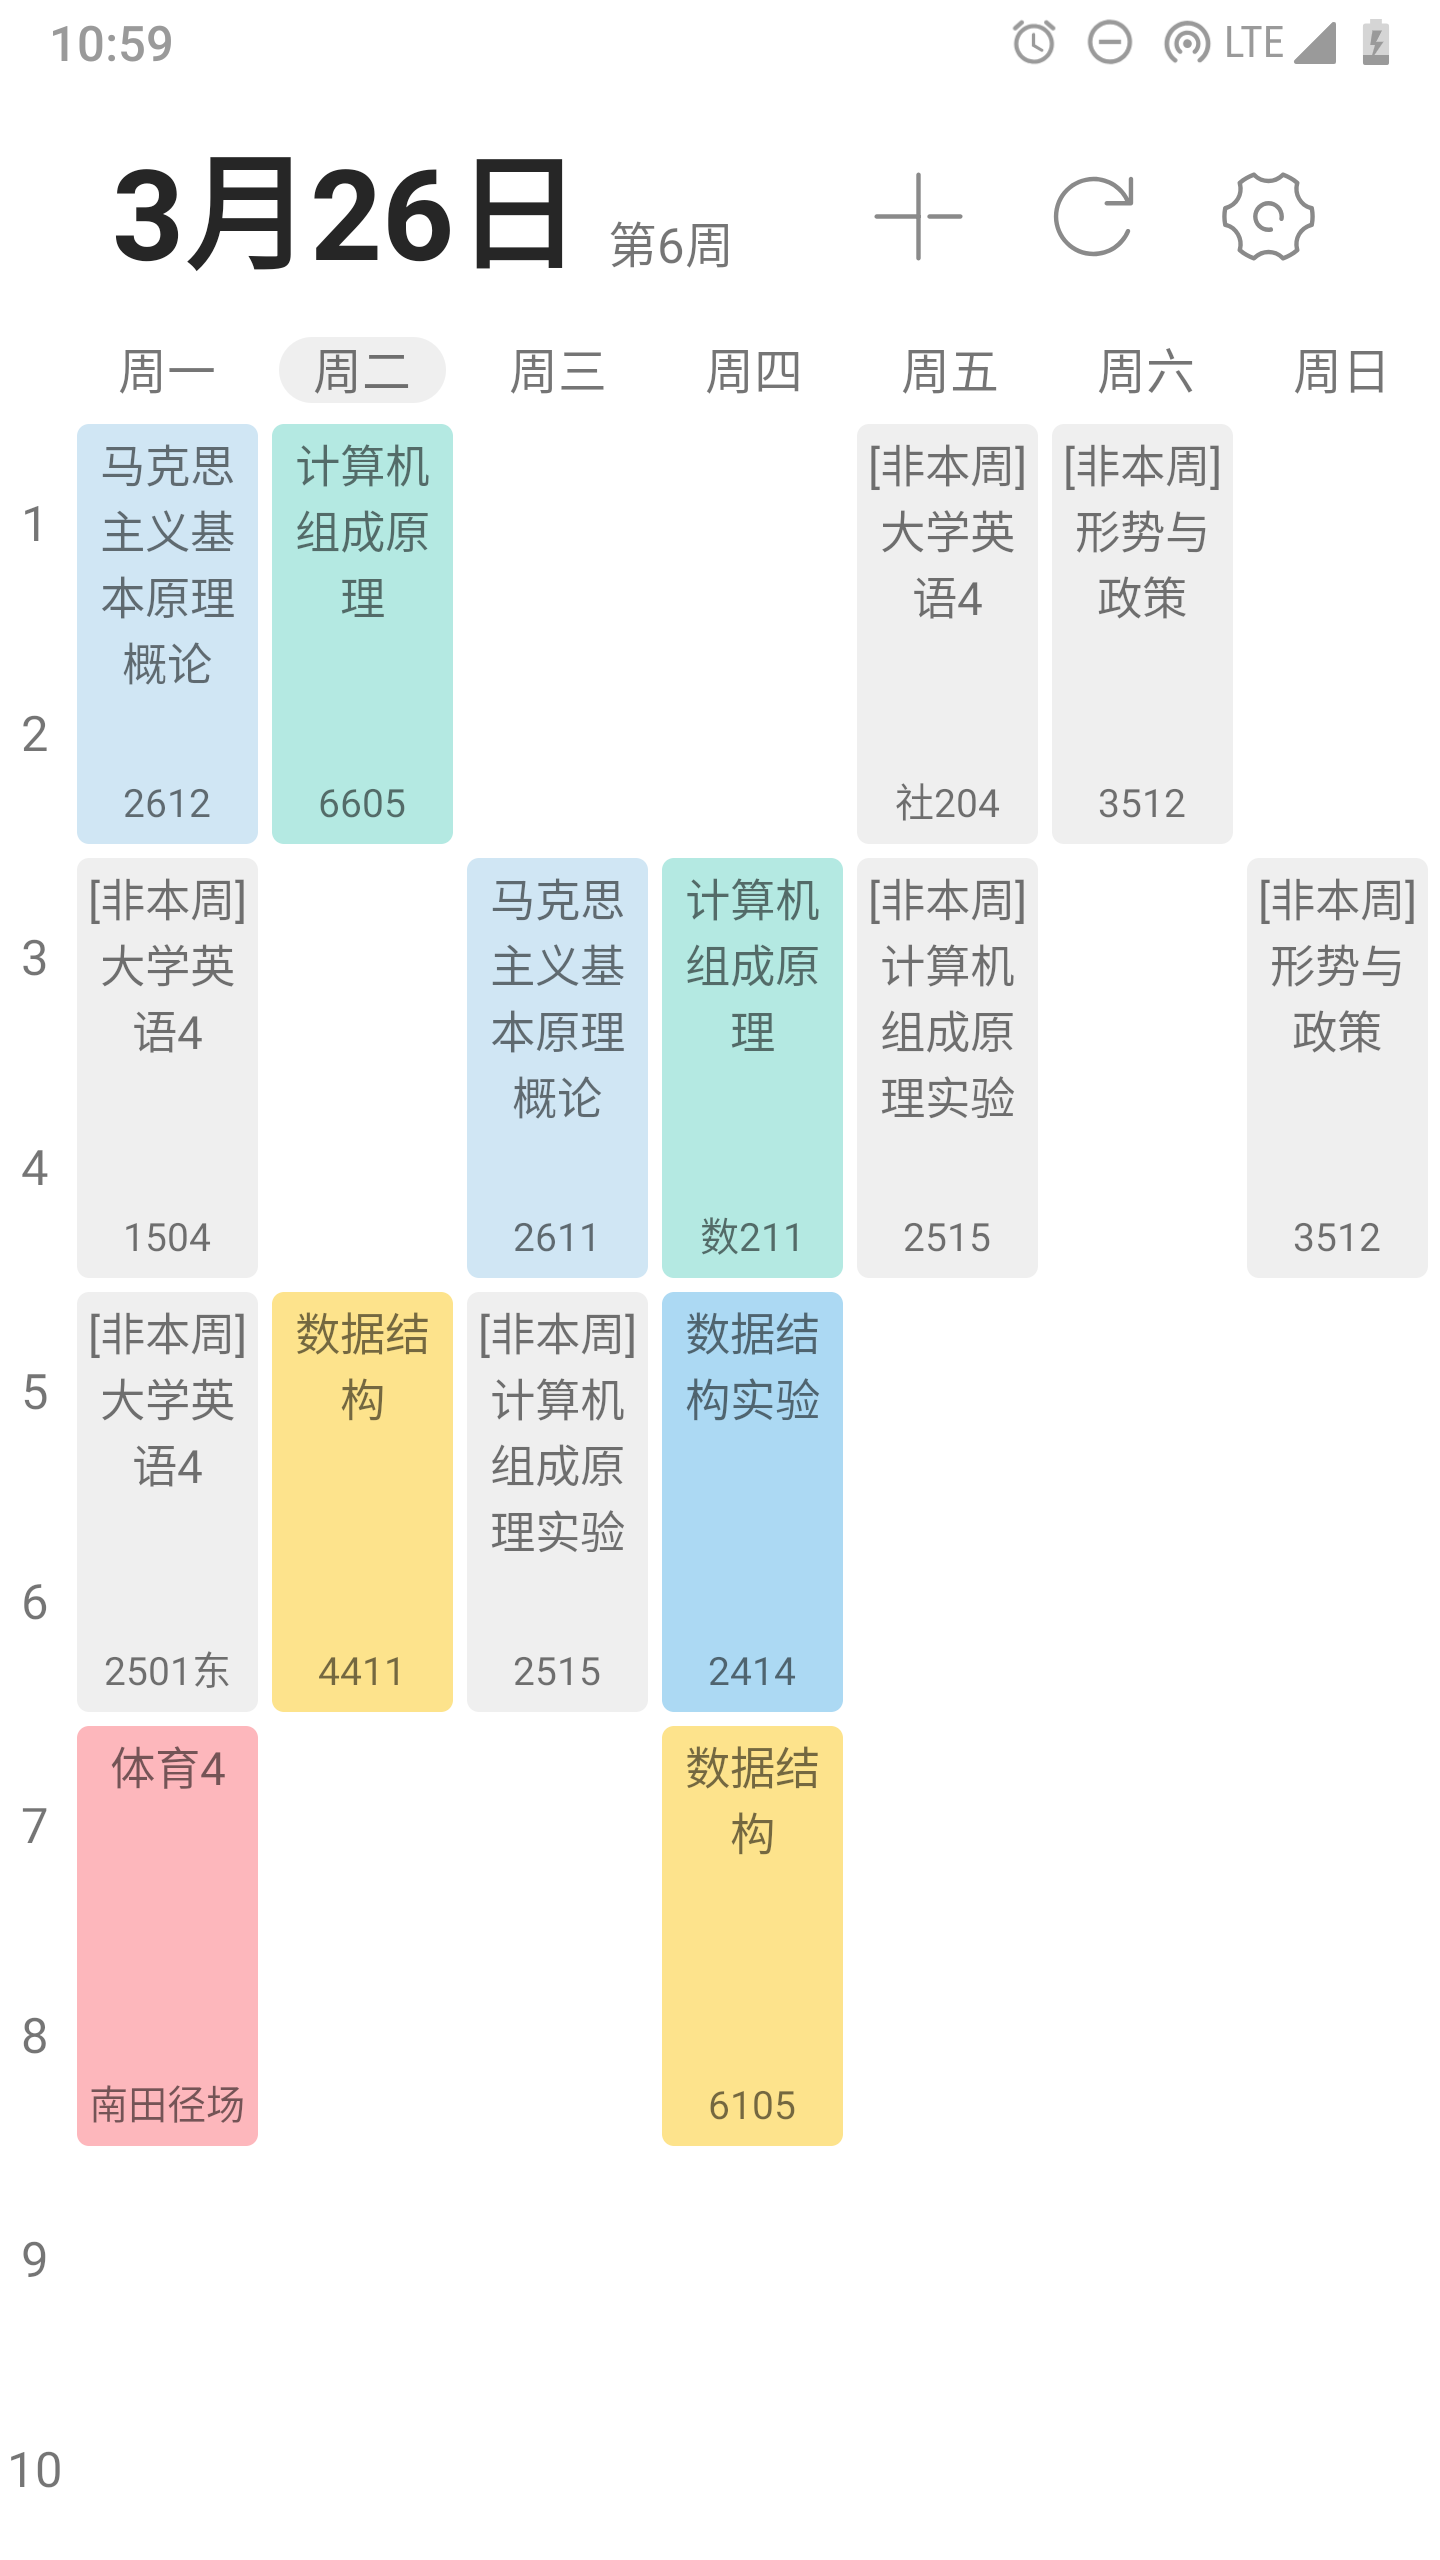 10:59 LTE
3月26日 第6周
周一 周二 周三 周四 周五 周六 周日
1
2
马克思
主义基
本原理
概论
2612
计算机
组成原
理
6605
[非本周]
大学英
语4
社204
[非本周]
形势与
政策
3512
3
4
[非本周]
大学英
语4
1504
马克思
主义基
本原理
概论
2611
计算机
组成原
理
数211
[非本周]
计算机
组成原
理实验
2515
[非本周]
形势与
政策
3512
5
6
[非本周]
大学英
语4
2501东
数据结
构
4411
[非本周]
计算机
组成原
理实验
2515
数据结
构实验
2414
7
8
体育4
南田径场
数据结
构
6105
9
10